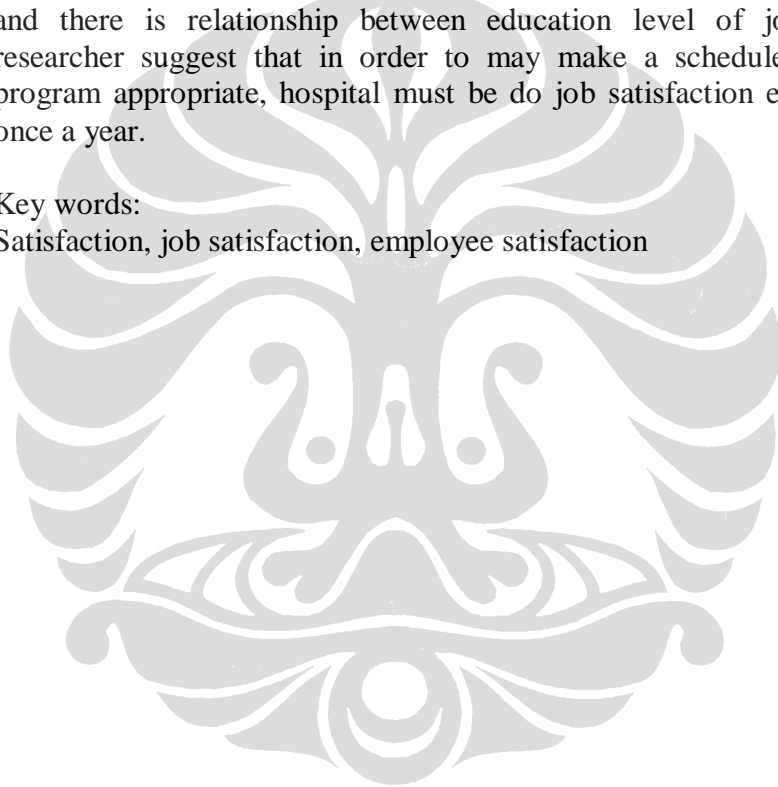 and there is relationship between education level of
researcher suggest that in order to may make a schedule
program appropriate, hospital must be do job satisfaction
once a year.
Key words:
Satisfaction, job satisfaction, employee satisfaction